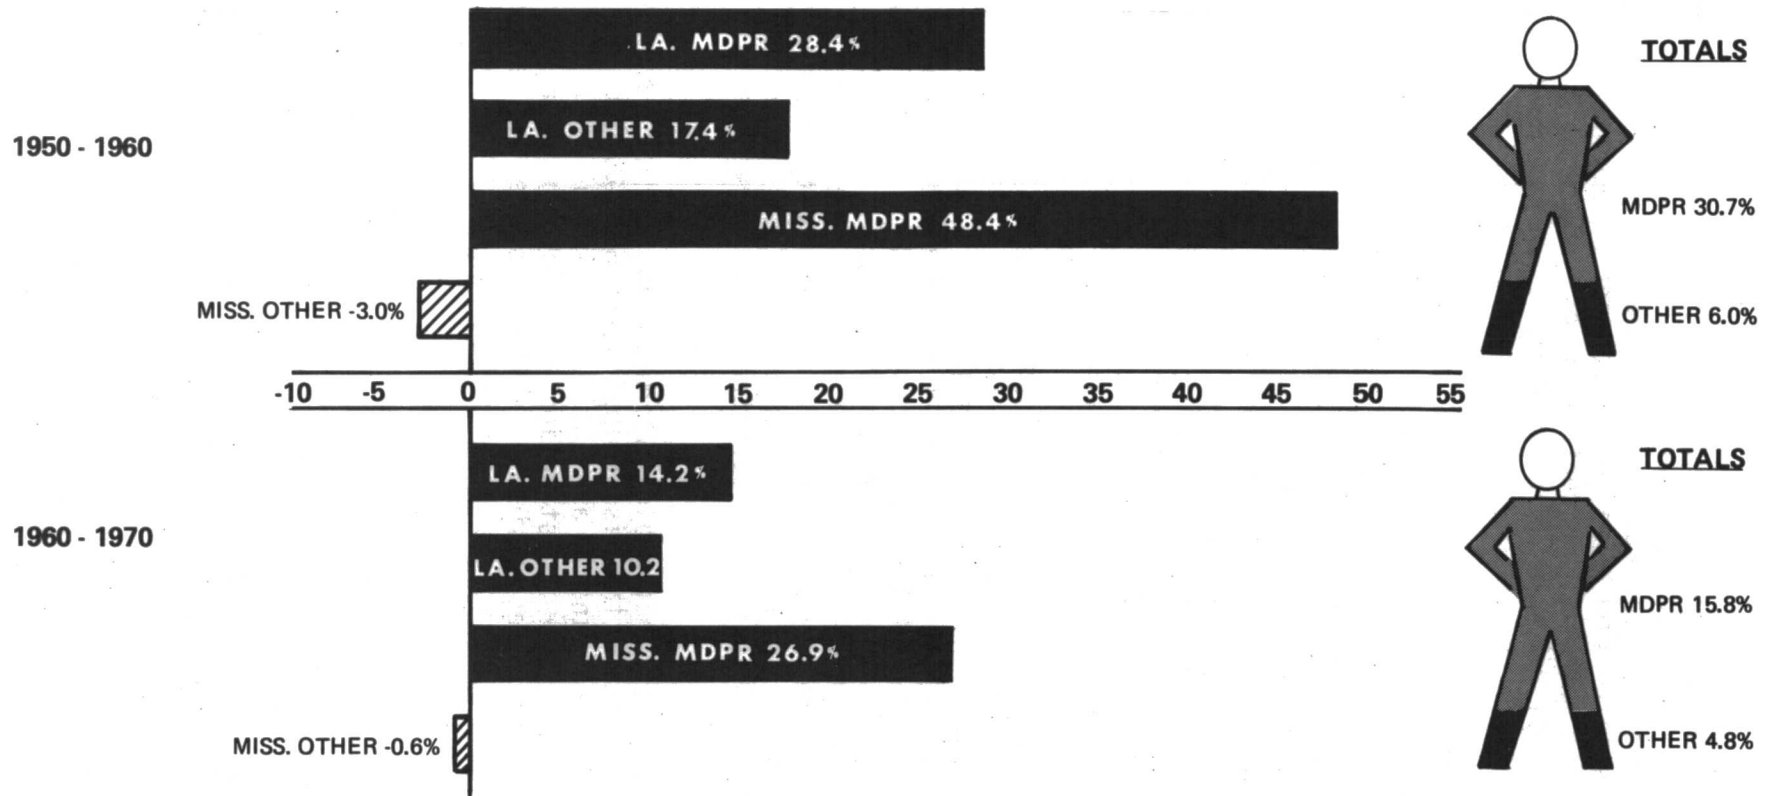 LA. MDPR 28.4%
TOTALS
LA. OTHER 17.4%
1950 - 1960
MDPR 30.7%
MISS. MDPR 48.4%
MISS. OTHER -3.0%
OTHER 6.0%
-10 -5 0 5 10 15 20 25 30 35 40 45 50 55
TOTALS
LA. MDPR 14.2%
1960 - 1970
LA. OTHER 10.2
MDPR 15.8%
MISS. MDPR 26.9%
MISS. OTHER -0.6%
OTHER 4.8%